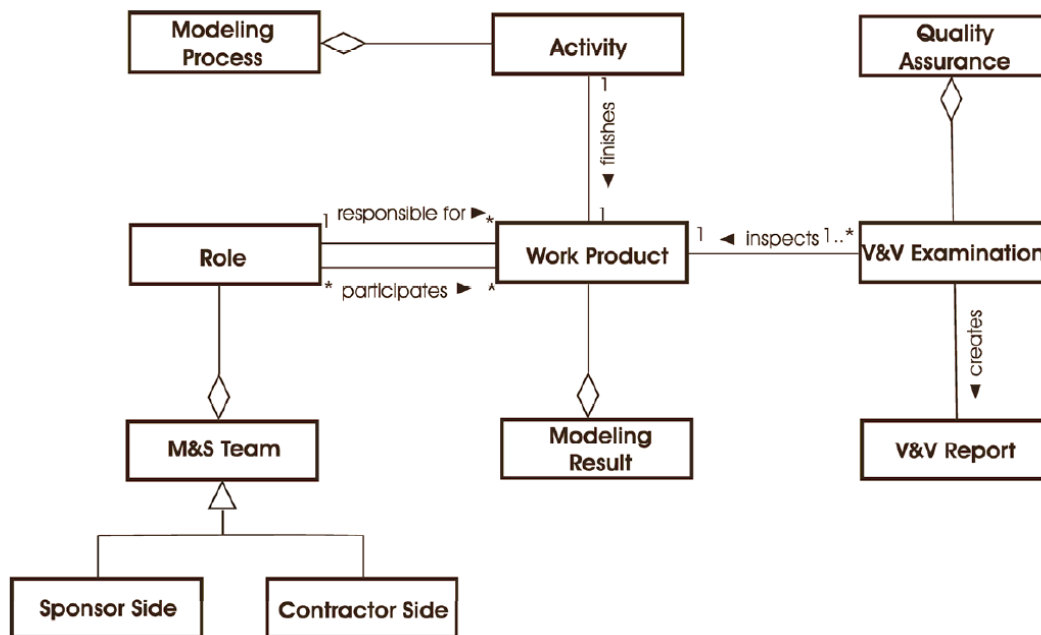 Modeling
Process
Activity
Quality
Assurance
1
finishes ►
1
1 responsible for ► *
Role
Work Product
1 ◄ inspects 1..*
V&V Examination
* participates ► *
creates ►
M&S Team
Modeling
Result
V&V Report
Sponsor Side
Contractor Side